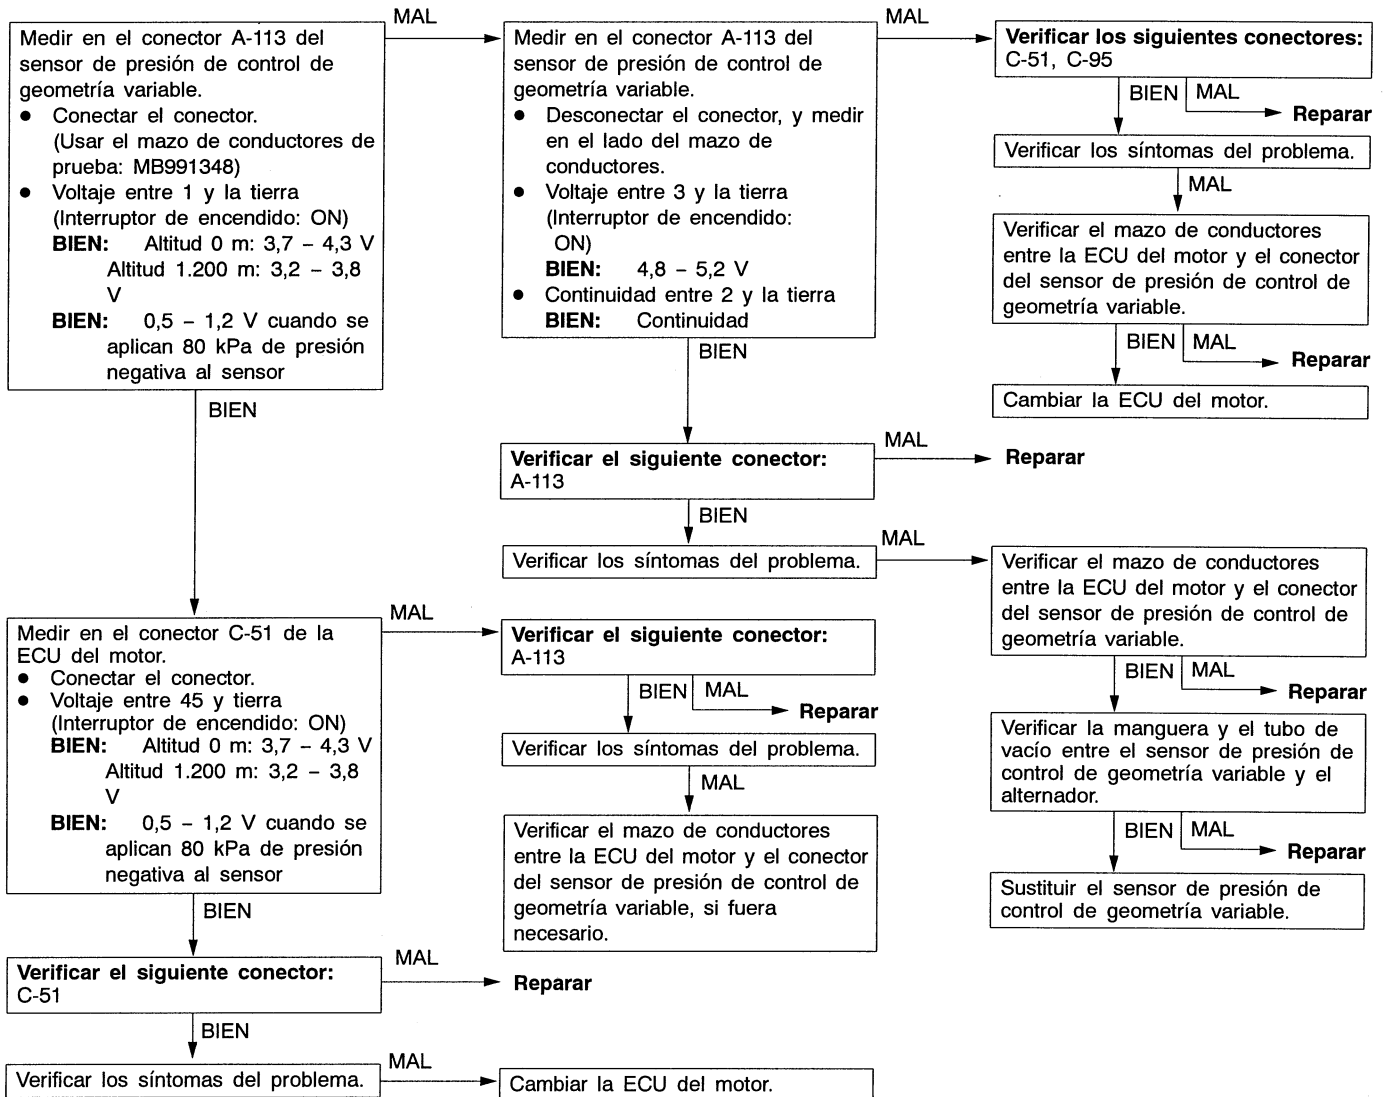 MAL
Medir en el conector A-113 del
sensor de presión de control de
geometría variable.
● Conectar el conector.
(Usar el mazo de conductores de
prueba: MB991348)
● Voltaje entre 1 y la tierra
(Interruptor de encendido: ON)
BIEN: Altitud 0 m: 3,7 – 4,3 V
Altitud 1.200 m: 3,2 – 3,8
V
BIEN: 0,5 – 1,2 V cuando se
aplican 80 kPa de presión
negativa al sensor
BIEN
MAL
Medir en el conector A-113 del
sensor de presión de control de
geometría variable.
● Desconectar el conector, y medir
en el lado del mazo de
conductores.
● Voltaje entre 3 y la tierra
(Interruptor de encendido:
ON)
BIEN: 4,8 – 5,2 V
● Continuidad entre 2 y la tierra
BIEN: Continuidad
BIEN
Verificar los siguientes conectores:
C-51, C-95
BIEN MAL
Reparar
Verificar los síntomas del problema.
MAL
Verificar el mazo de conductores
entre la ECU del motor y el conector
del sensor de presión de control de
geometría variable.
BIEN MAL
Reparar
Cambiar la ECU del motor.
Verificar el siguiente conector:
A-113
MAL
Reparar
BIEN
Verificar los síntomas del problema.
MAL
Verificar el mazo de conductores
entre la ECU del motor y el conector
del sensor de presión de control de
geometría variable.
BIEN MAL
Reparar
Verificar la manguera y el tubo de
vacío entre el sensor de presión de
control de geometría variable y el
alternador.
BIEN MAL
Reparar
Sustituir el sensor de presión de
control de geometría variable.
Medir en el conector C-51 de la
ECU del motor.
● Conectar el conector.
● Voltaje entre 45 y tierra
(Interruptor de encendido: ON)
BIEN: Altitud 0 m: 3,7 – 4,3 V
Altitud 1.200 m: 3,2 – 3,8
V
BIEN: 0,5 – 1,2 V cuando se
aplican 80 kPa de presión
negativa al sensor
MAL
Verificar el siguiente conector:
A-113
BIEN MAL
Reparar
Verificar los síntomas del problema.
MAL
Verificar el mazo de conductores
entre la ECU del motor y el conector
del sensor de presión de control de
geometría variable, si fuera
necesario.
BIEN
Verificar el siguiente conector:
C-51
MAL
Reparar
BIEN
Verificar los síntomas del problema.
MAL
Cambiar la ECU del motor.